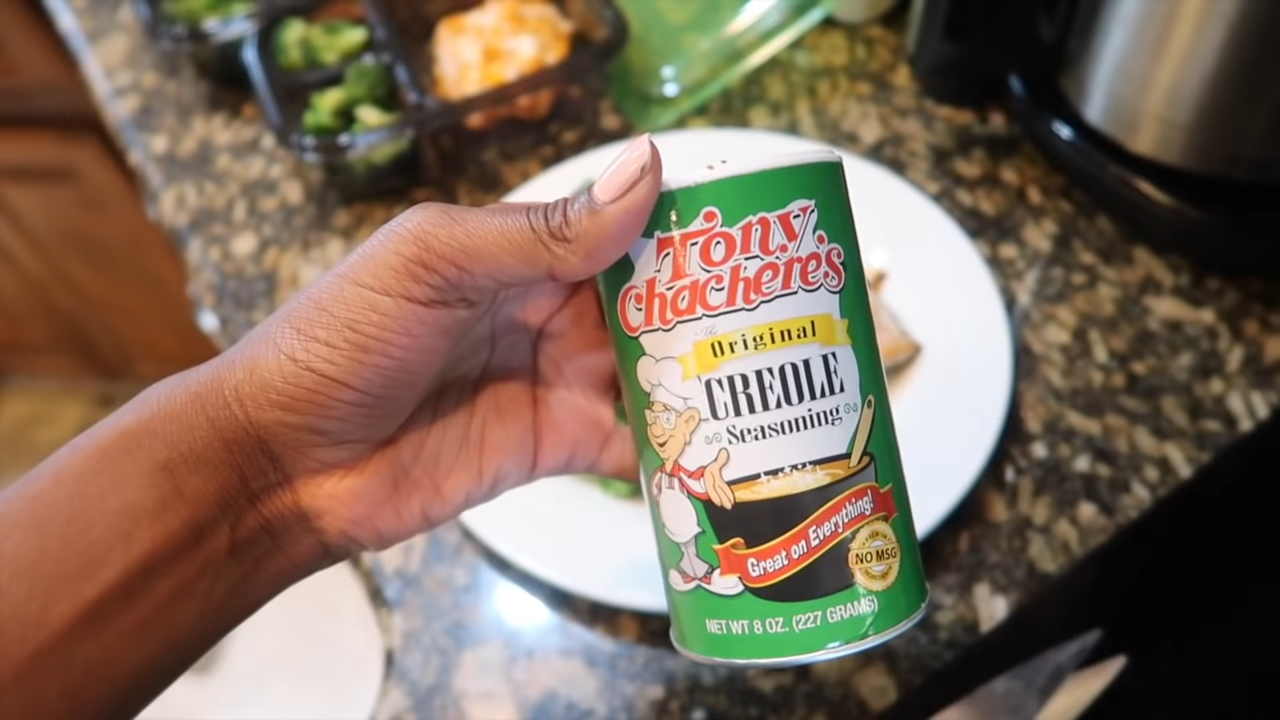 Tony
Chachere's
The
Original
CREOLE
Seasoning
Great on Everything!
NO MSG
NET WT 8 OZ. (227 GRAMS)